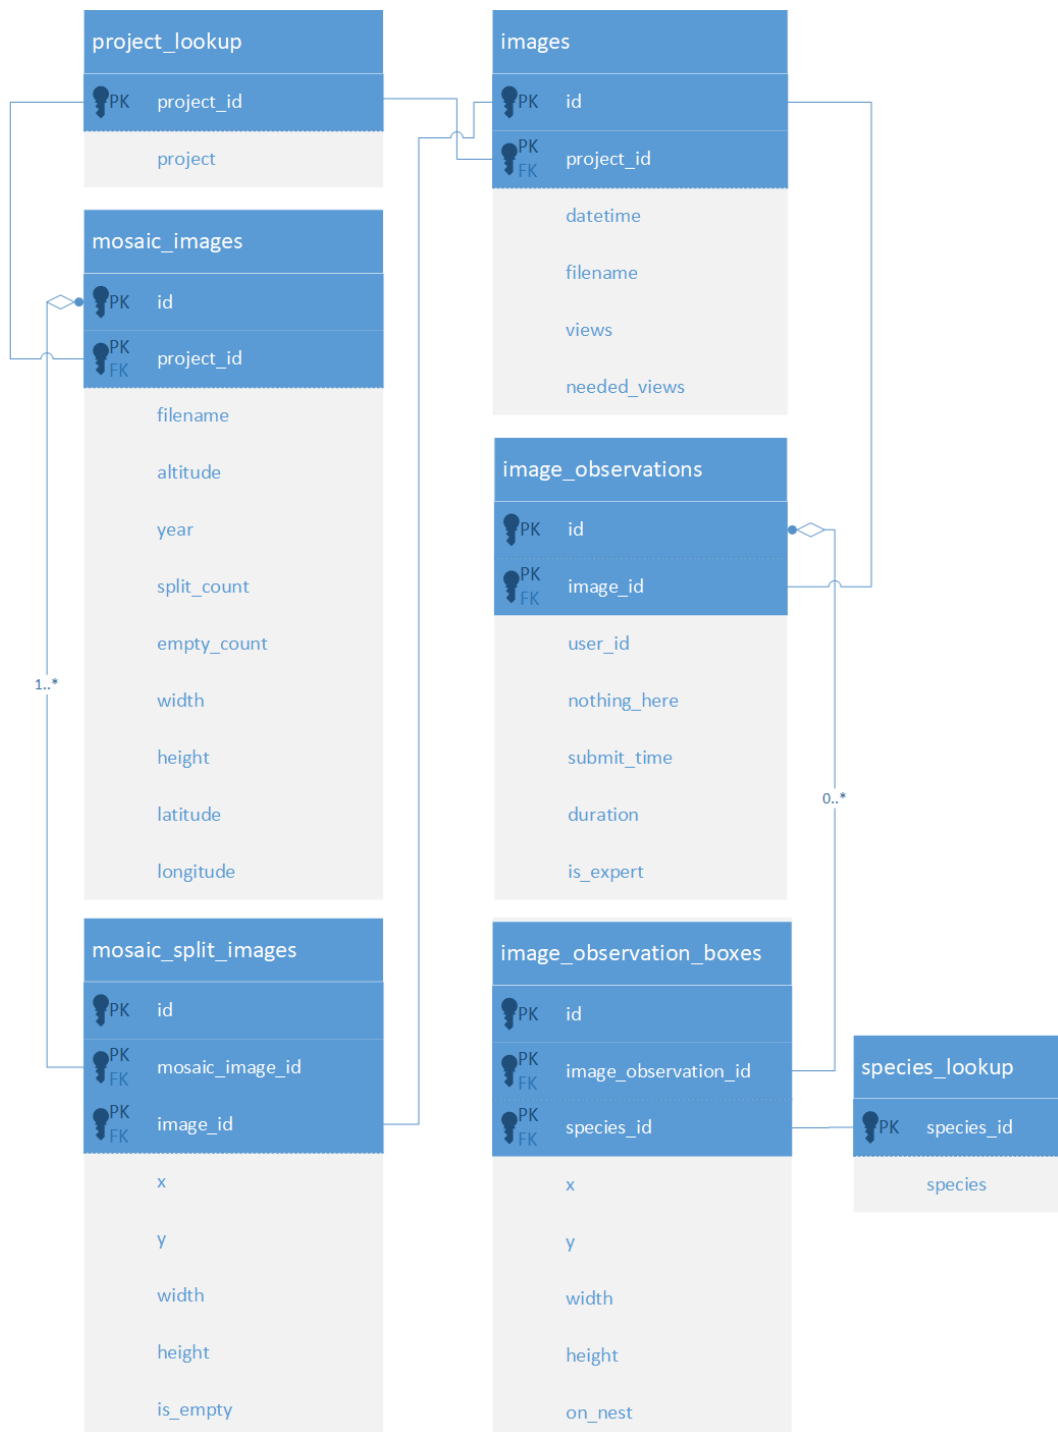 project_lookup
PK project_id
project
images
PK id
PK
FK project_id
datetime
filename
views
needed_views
mosaic_images
PK id
PK
FK project_id
filename
altitude
year
split_count
empty_count
width
height
latitude
longitude
1..*
image_observations
PK id
PK
FK image_id
user_id
nothing_here
submit_time
duration
is_expert
0..*
mosaic_split_images
PK id
PK
FK mosaic_image_id
PK
FK image_id
x
y
width
height
is_empty
image_observation_boxes
PK id
PK
FK image_observation_id
PK
FK species_id
x
y
width
height
on_nest
species_lookup
PK species_id
species